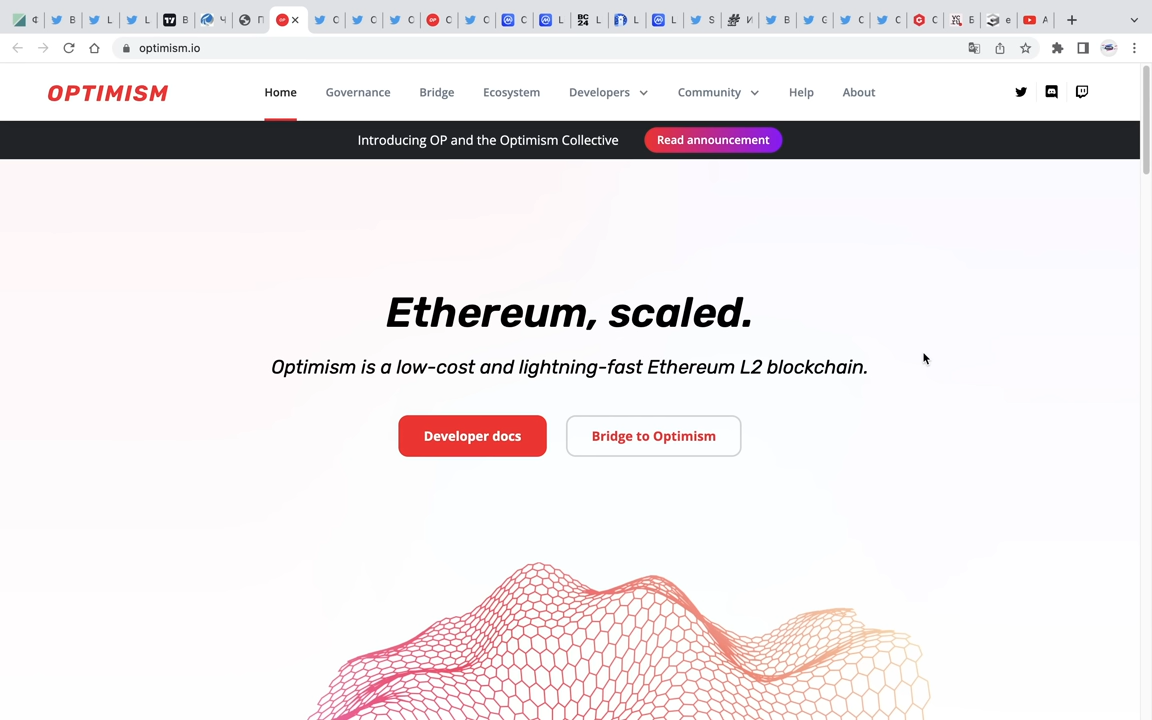 optimism.io
OPTIMISM
Home Governance Bridge Ecosystem Developers Community Help About
Introducing OP and the Optimism Collective Read announcement
Ethereum, scaled.
Optimism is a low-cost and lightning-fast Ethereum L2 blockchain.
Developer docs Bridge to Optimism